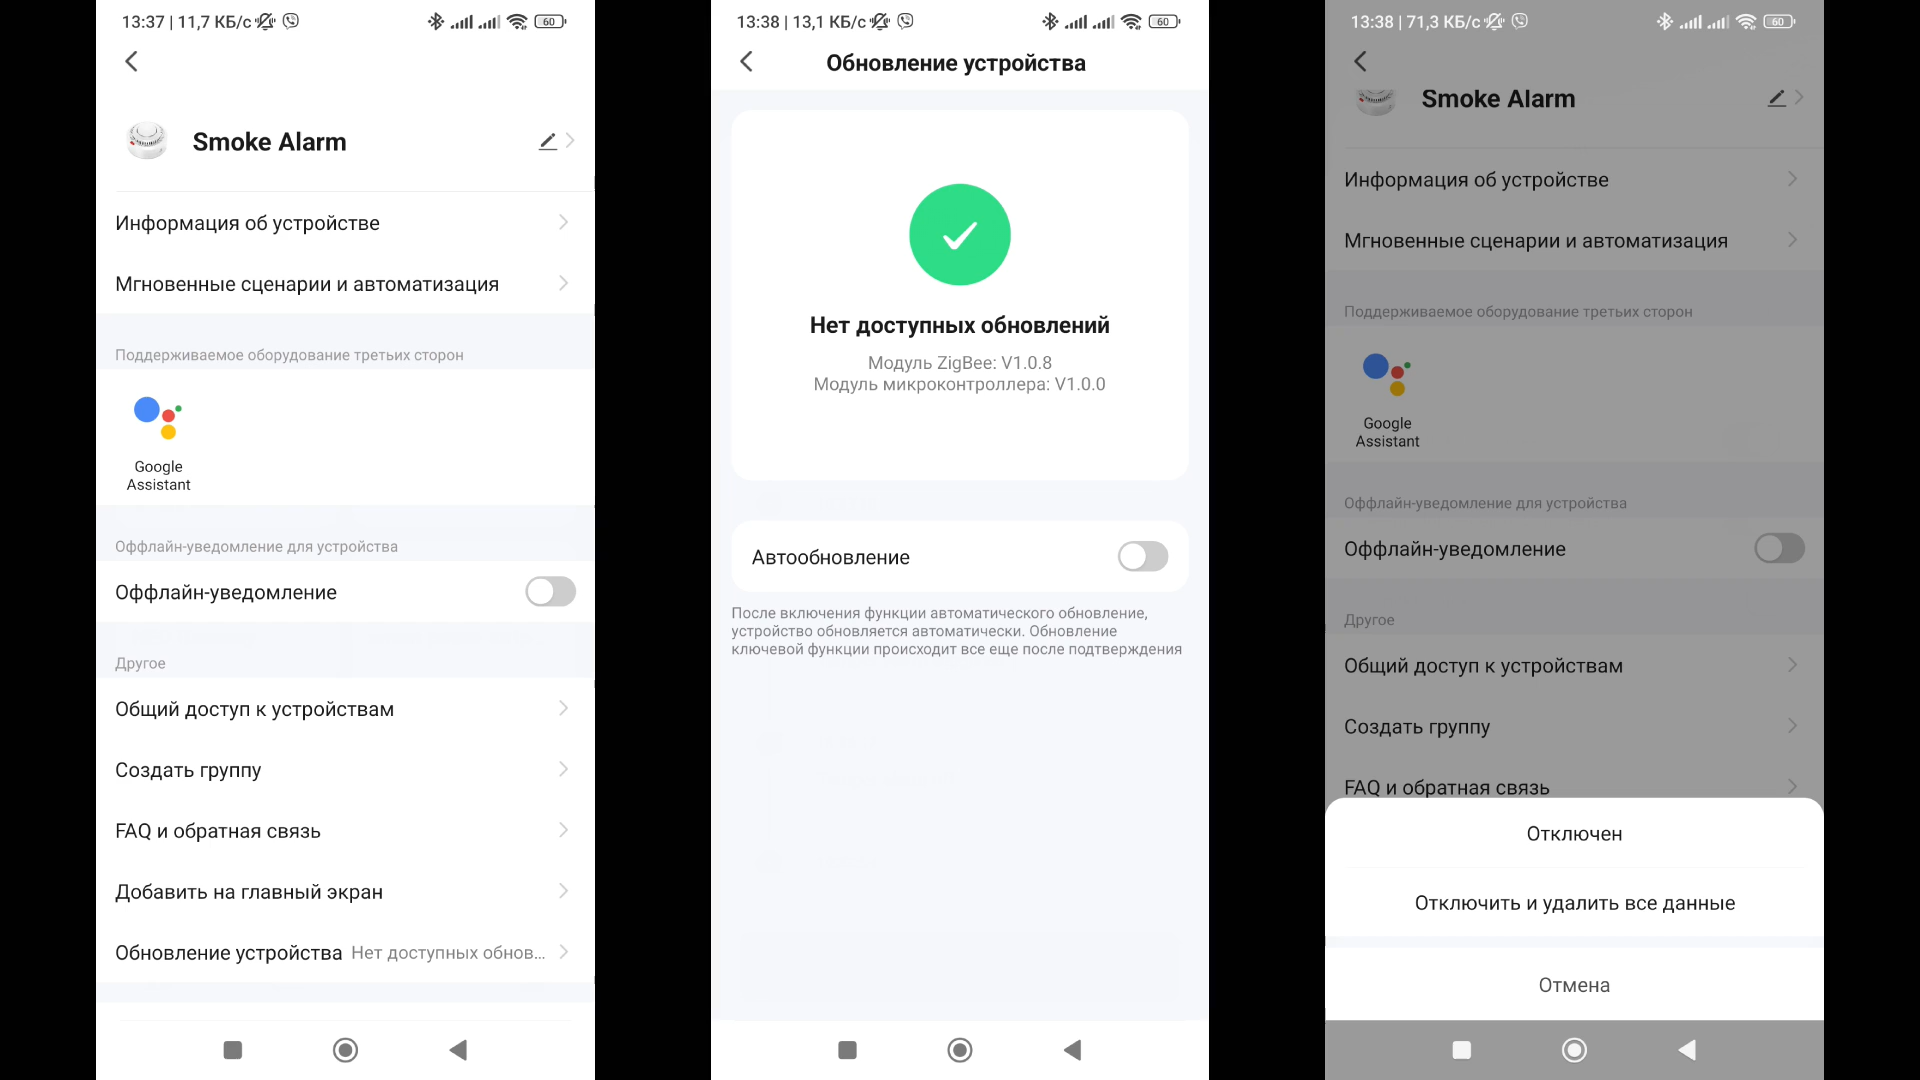 13:37 | 11,7 КБ/с
60
Smoke Alarm
Информация об устройстве
Мгновенные сценарии и автоматизация
Поддерживаемое оборудование третьих сторон
Google
Assistant
Оффлайн-уведомление для устройства
Оффлайн-уведомление
Другое
Общий доступ к устройствам
Создать группу
FAQ и обратная связь
Добавить на главный экран
Обновление устройства Нет доступных обнов...
13:38 | 13,1 КБ/с
60
Обновление устройства
Нет доступных обновлений
Модуль ZigBee: V1.0.8
Модуль микроконтроллера: V1.0.0
Автообновление
После включения функции автоматического обновление,
устройство обновляется автоматически. Обновление
ключевой функции происходит все еще после подтверждения
13:38 | 71,3 КБ/с
60
Smoke Alarm
Информация об устройстве
Мгновенные сценарии и автоматизация
Поддерживаемое оборудование третьих сторон
Google
Assistant
Оффлайн-уведомление для устройства
Оффлайн-уведомление
Другое
Общий доступ к устройствам
Создать группу
FAQ и обратная связь
Отключен
Отключить и удалить все данные
Отмена